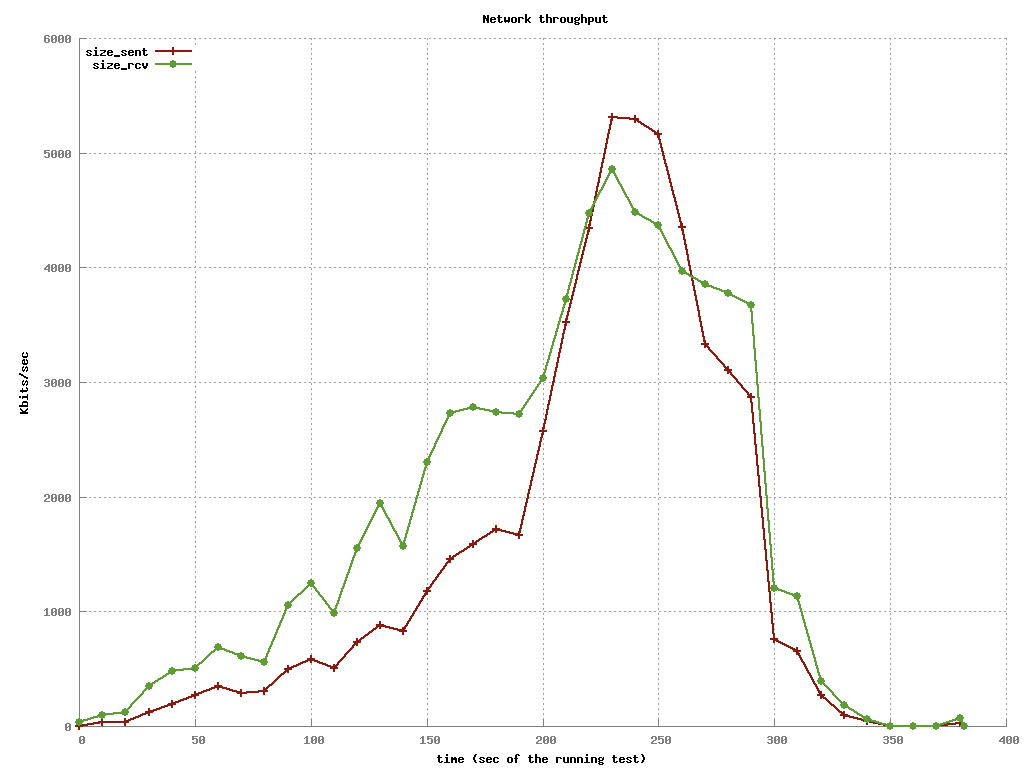 Network throughput
6000
size_sent
size_rcv
5000
4000
3000
Kbits/sec
2000
1000
0
0 50 100 150 200 250 300 350 400
time (sec of the running test)